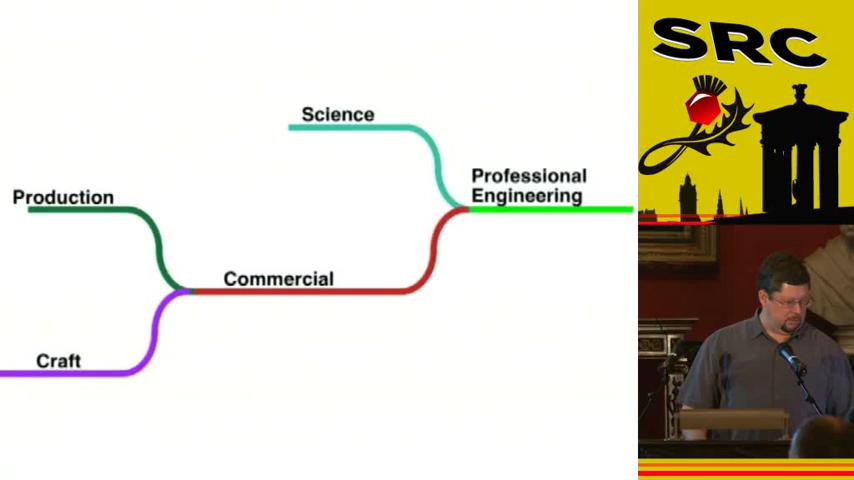 SRC
Science
Professional
Engineering
Production
Commercial
Craft